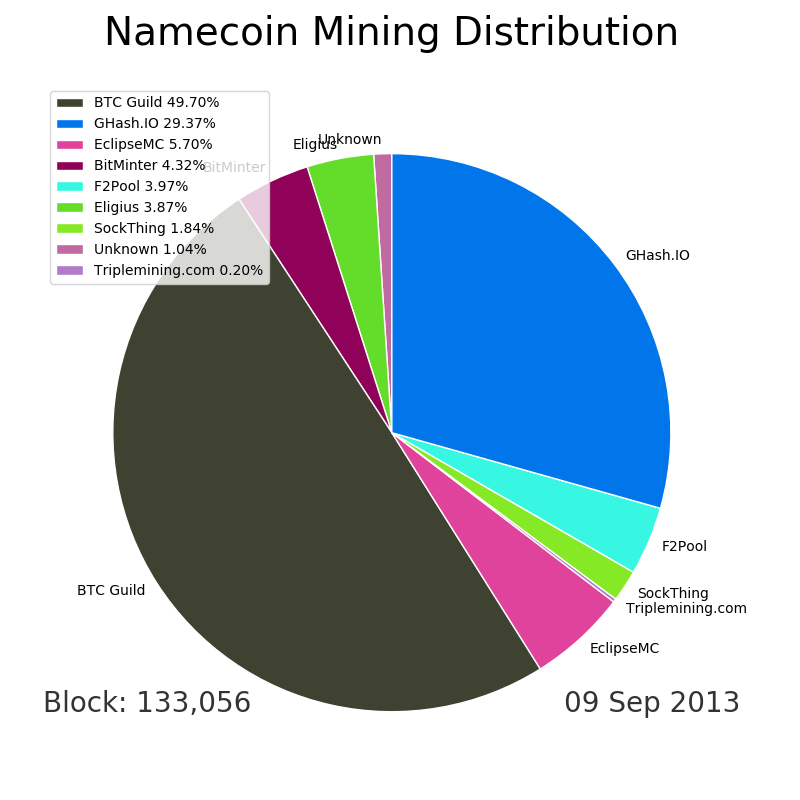 Namecoin Mining Distribution
BTC Guild 49.70%
GHash.IO 29.37%
EclipseMC 5.70%
BitMinter 4.32%
F2Pool 3.97%
Eligius 3.87%
SockThing 1.84%
Unknown 1.04%
Triplemining.com 0.20%
Unknown
Eligius
BitMinter
GHash.IO
F2Pool
BTC Guild
SockThing
Triplemining.com
EclipseMC
Block: 133,056
09 Sep 2013